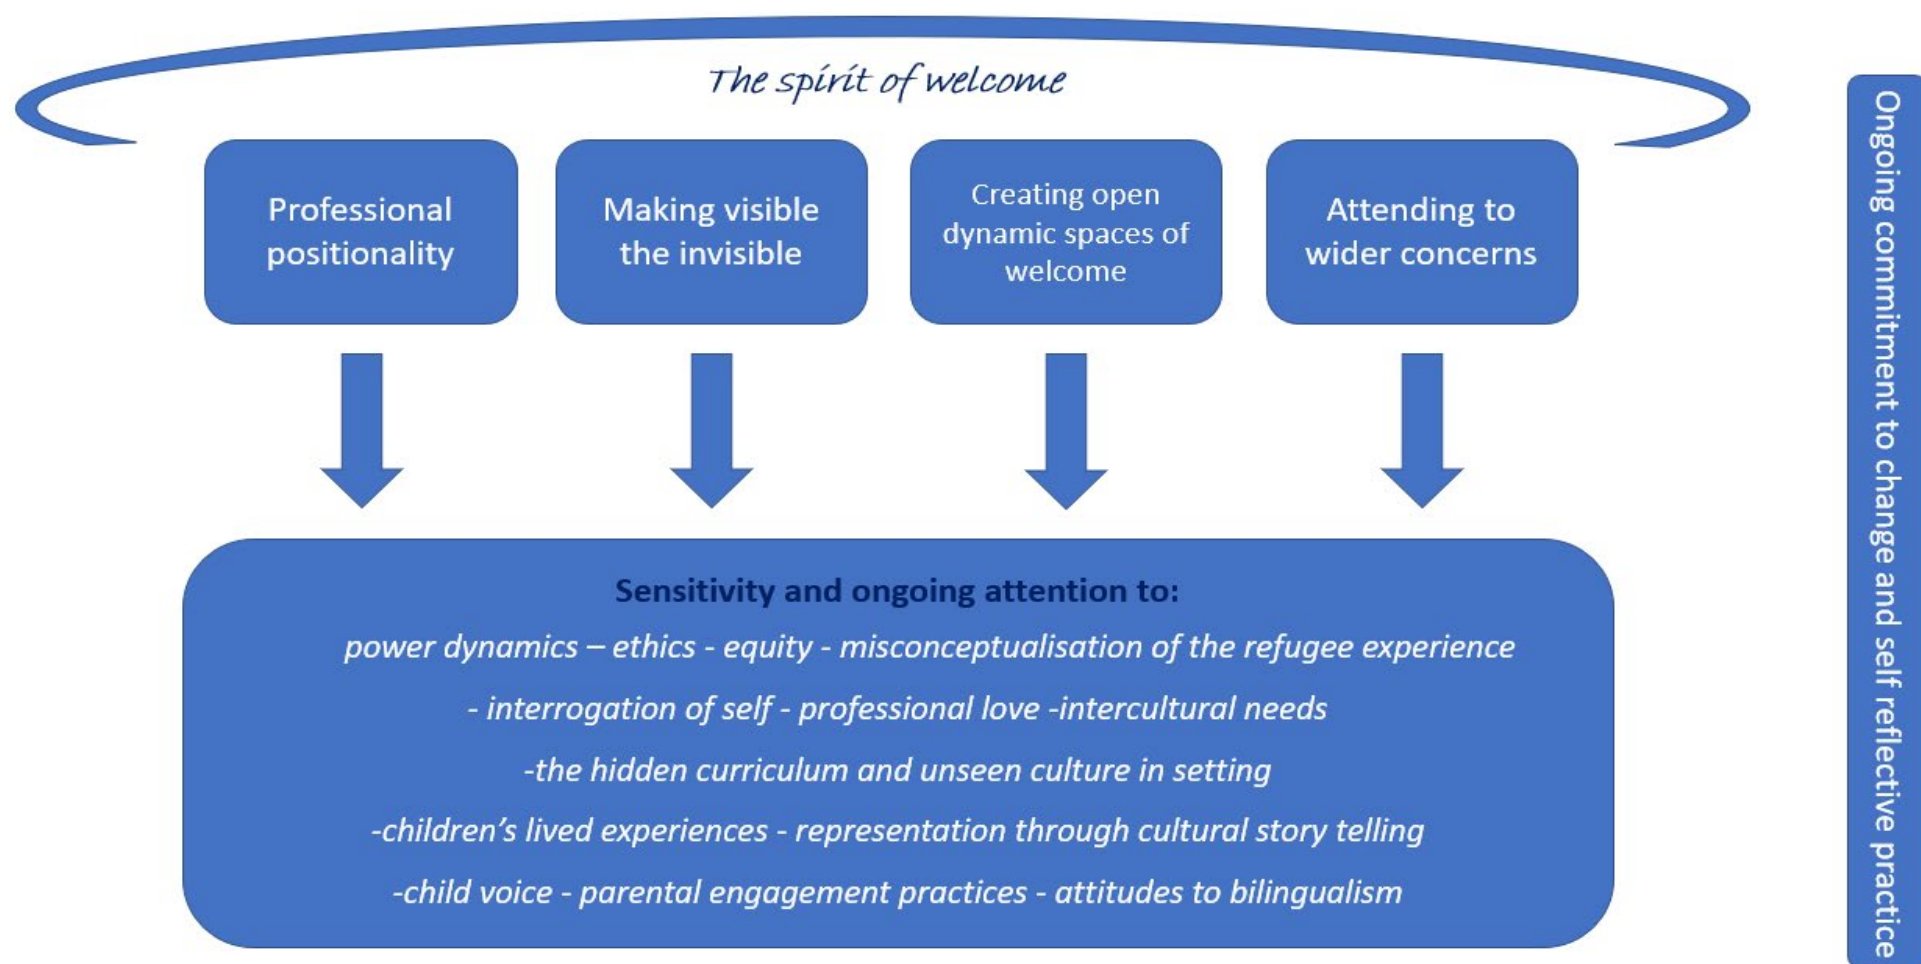 The spirit of welcome
Professional
positionality
Making visible
the invisible
Creating open
dynamic spaces of
welcome
Attending to
wider concerns
Sensitivity and ongoing attention to:
power dynamics – ethics - equity - misconceptualisation of the refugee experience
- interrogation of self - professional love -intercultural needs
-the hidden curriculum and unseen culture in setting
-children’s lived experiences - representation through cultural story telling
-child voice - parental engagement practices - attitudes to bilingualism
Ongoing commitment to change and self reflective practice